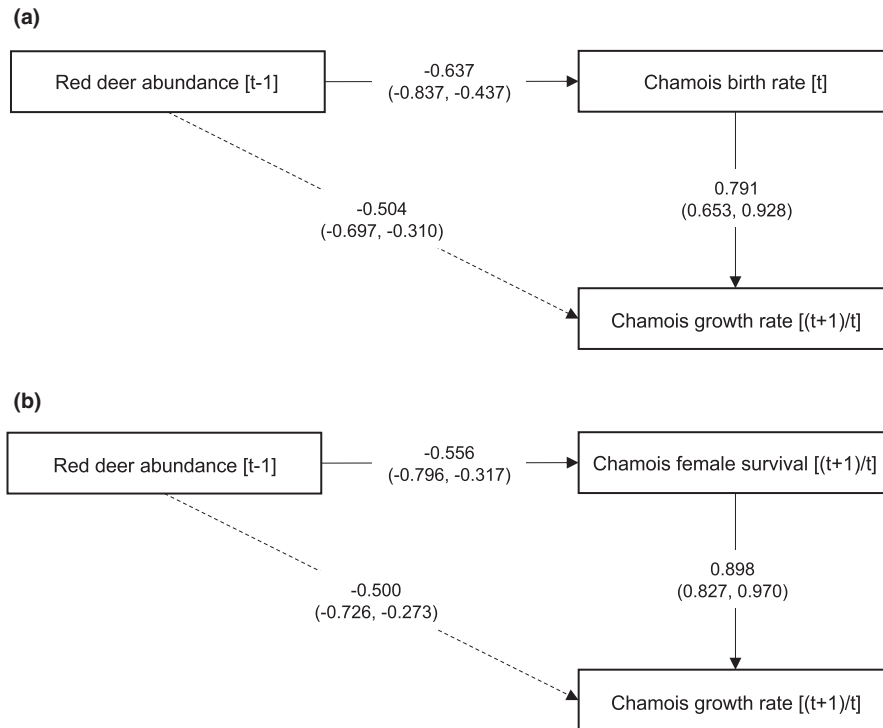 (a)
Red deer abundance [t-1]
-0.637
(-0.837, -0.437)
Chamois birth rate [t]
-0.504
(-0.697, -0.310)
0.791
(0.653, 0.928)
Chamois growth rate [(t+1)/t]
(b)
Red deer abundance [t-1]
-0.556
(-0.796, -0.317)
Chamois female survival [(t+1)/t]
-0.500
(-0.726, -0.273)
0.898
(0.827, 0.970)
Chamois growth rate [(t+1)/t]